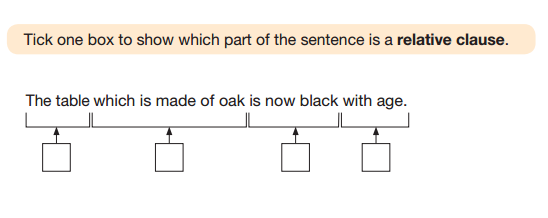 Tick one box to show which part of the sentence is a relative clause.
The table which is made of oak is now black with age.